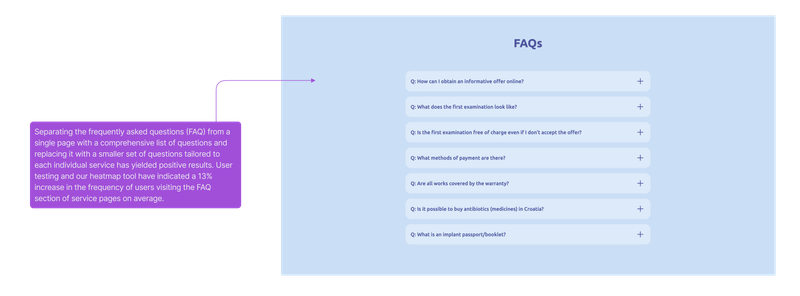 FAQs
Q: How can I obtain an informative offer online?
Q: What does the first examination look like?
Q: Is the first examination free of charge even if I don't accept the offer?
Q: What methods of payment are there?
Q: Are all works covered by the warranty?
Q: Is it possible to buy antibiotics (medicines) in Croatia?
Q: What is an implant passport/booklet?
Separating the frequently asked questions (FAQ) from a
single page with a comprehensive list of questions and
replacing it with a smaller set of questions tailored to
each individual service has yielded positive results. User
testing and our heatmap tool have indicated a 13%
increase in the frequency of users visiting the FAQ
section of service pages on average.